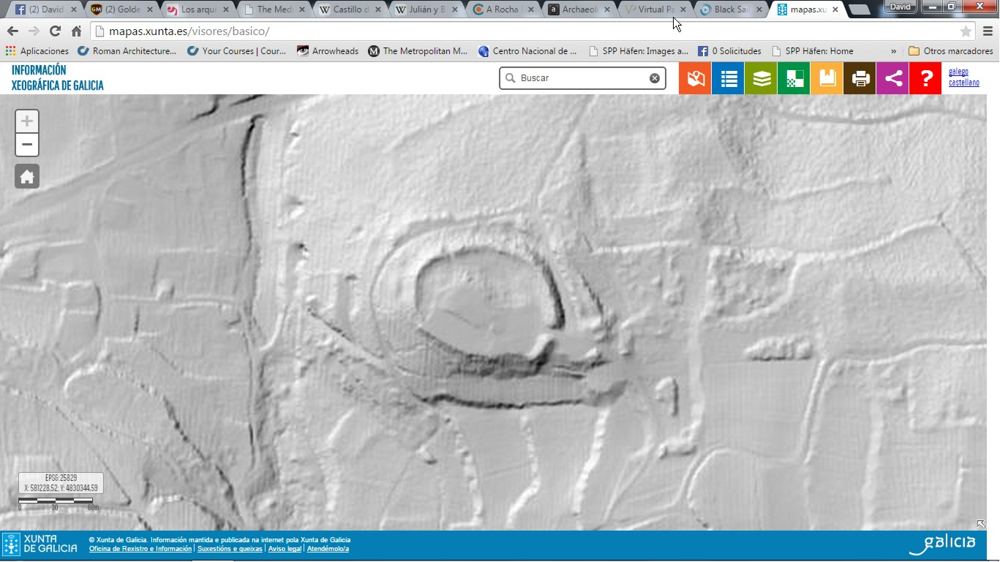 (2) David
(2) Golde
Los arqui
The Medi
Castillo d
Julián y B
A Rocha
Archaeol
Virtual Pa
Black Sail
mapas.xu
David
mapas.xunta.es/visores/basico/
Aplicaciones
Roman Architecture...
Your Courses | Cour...
Arrowheads
The Metropolitan M...
Centro Nacional de ...
SPP Häfen: Images a...
0 Solicitudes
SPP Häfen: Home
»
Otros marcadores
INFORMACIÓN
XEOGRÁFICA DE GALICIA
Buscar
?
galego
castellano
+
−
EPSG:25829
X: 581228,52; Y: 4830344,59
0 30 60m
XUNTA
DE GALICIA
© Xunta de Galicia. Información mantida e publicada na internet pola Xunta de Galicia
Oficina de Rexistro e Información | Suxestións e queixas | Aviso legal | Atendémolo/a
galicia